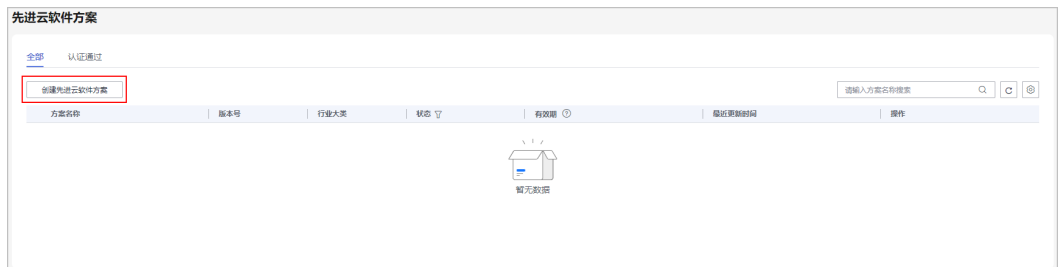 先进云软件方案
全部 认证通过
创建先进云软件方案 请输入方案名称搜索
方案名称 版本号 行业大类 状态 有效期 最近更新时间 操作
暂无数据